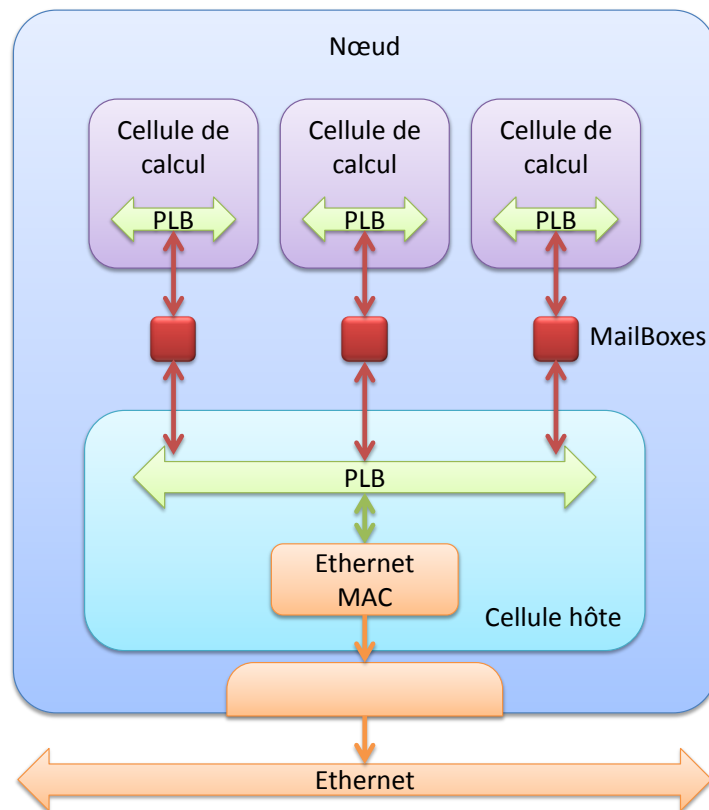 Nœud
Cellule de
calcul
PLB
Cellule de
calcul
PLB
Cellule de
calcul
PLB
MailBoxes
PLB
Ethernet
MAC
Cellule hôte
Ethernet